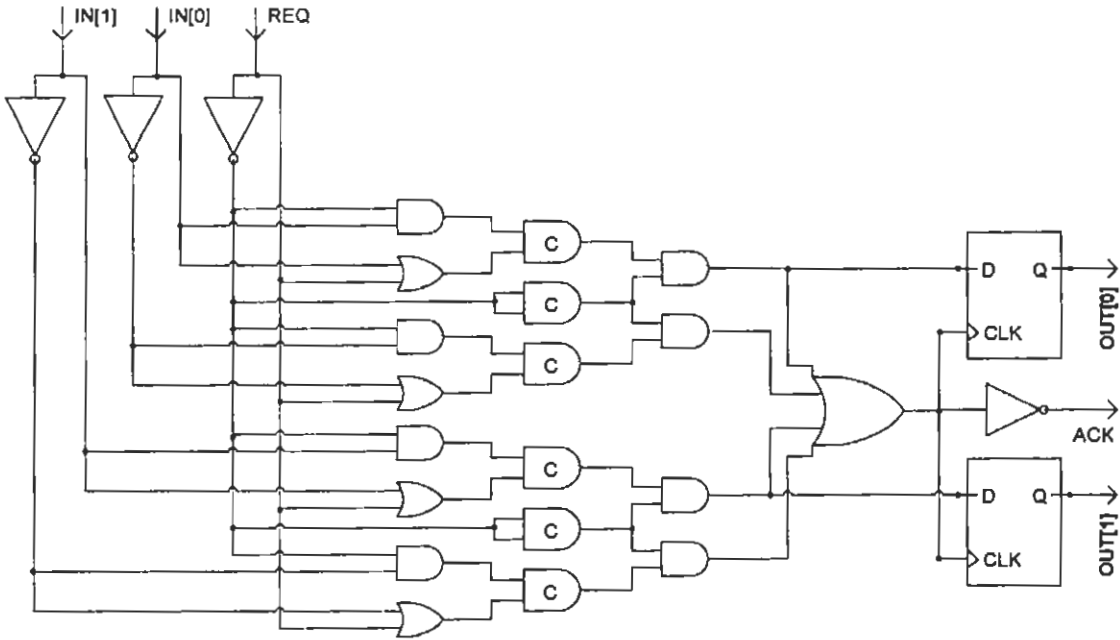 IN[1]
IN[0]
REQ
C
C
C
C
C
C
D Q
CLK
OUT[0]
ACK
D Q
CLK
OUT[1]